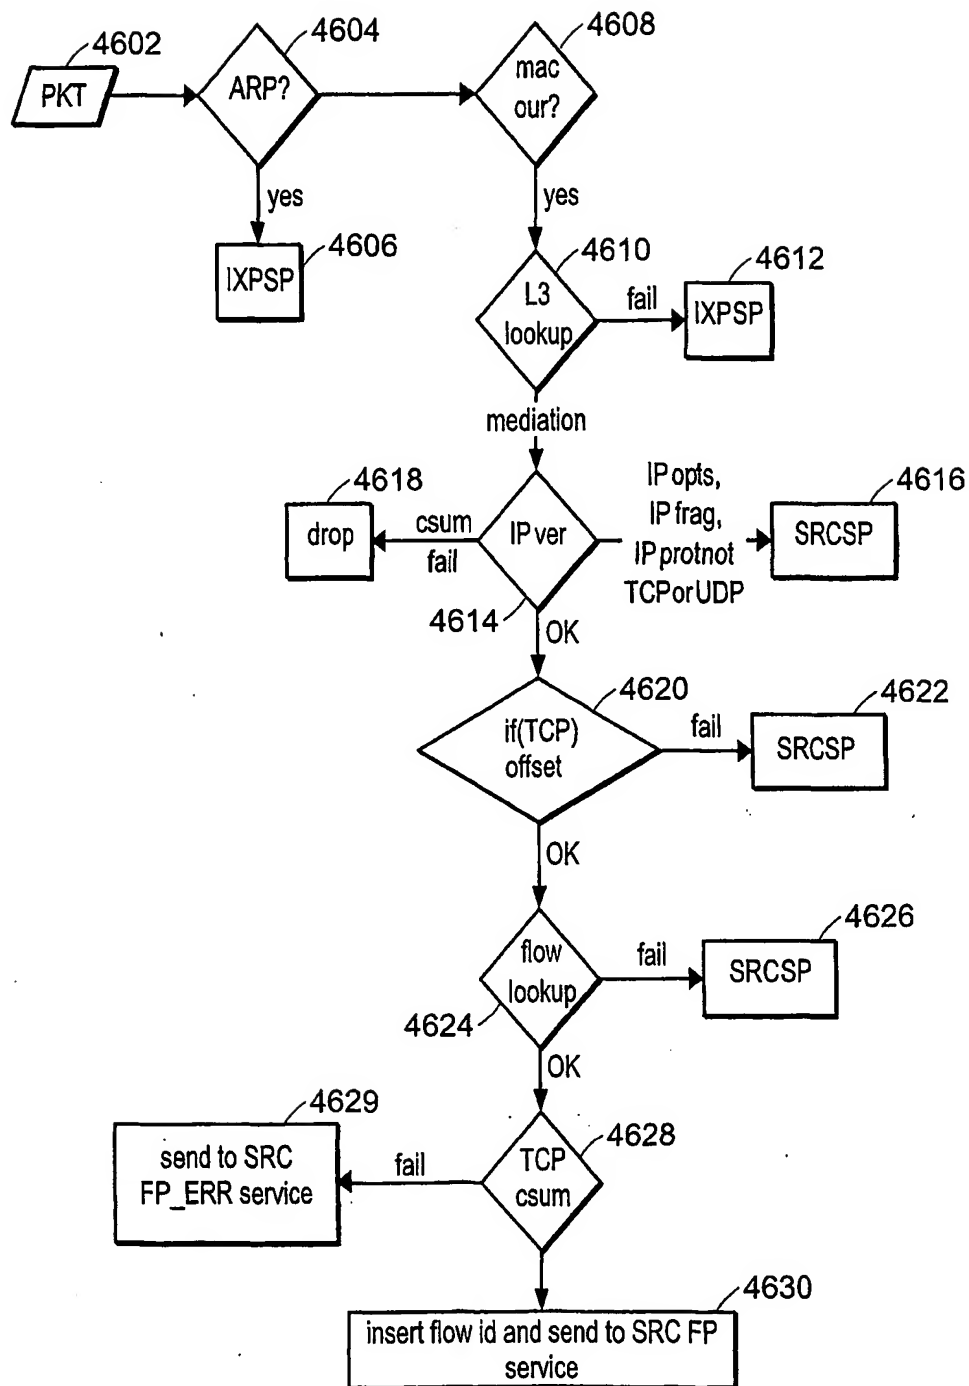 4602
4604
4608
PKT
ARP?
mac
our?
yes
yes
4606
IXPSP
4610
4612
L3
lookup
fail
IXPSP
mediation
4618
drop
csum
fail
IP ver
4614
IP opts,
IP frag,
IP protnot
TCPorUDP
4616
SRCSP
OK
4620
if(TCP)
offset
fail
4622
SRCSP
OK
flow
lookup
4624
fail
4626
SRCSP
OK
4629
send to SRC
FP_ERR service
fail
4628
TCP
csum
4630
insert flow id and send to SRC FP
service